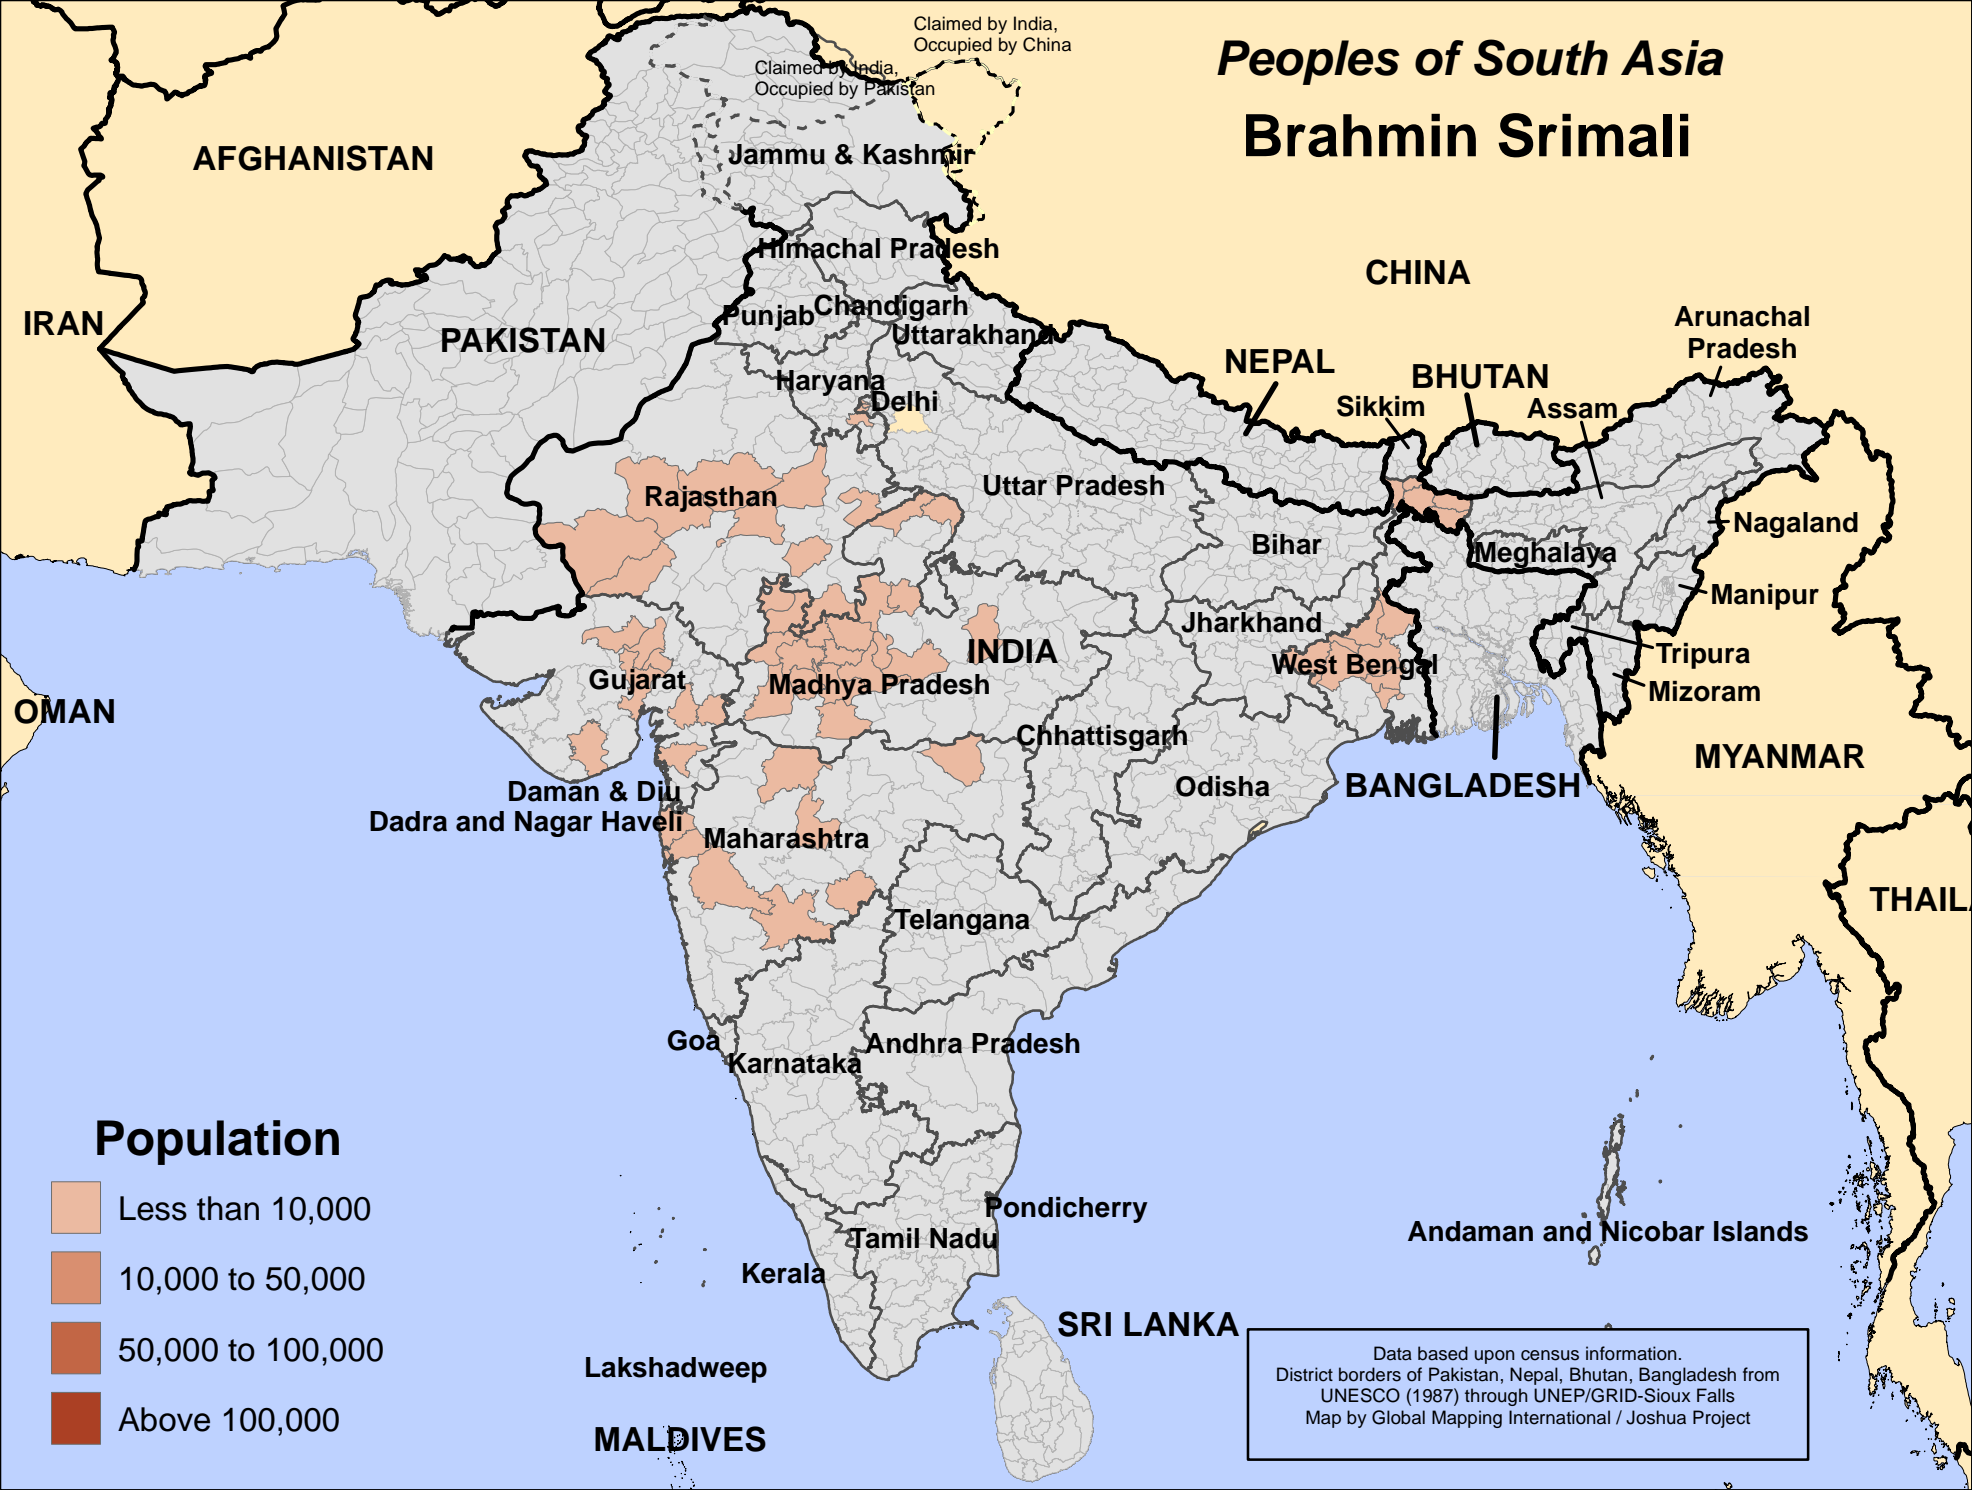 Peoples of South Asia
Brahmin Srimali
Claimed by India,
Occupied by China
Claimed by India,
Occupied by Pakistan
AFGHANISTAN
Jammu & Kashmir
Himachal Pradesh
CHINA
IRAN
PAKISTAN
Punjab
Chandigarh
Uttarakhand
Arunachal
Pradesh
NEPAL
BHUTAN
Haryana
Delhi
Sikkim
Assam
Rajasthan
Uttar Pradesh
Nagaland
Bihar
Meghalaya
Manipur
Jharkhand
INDIA
West Bengal
Tripura
Gujarat
Madhya Pradesh
Mizoram
OMAN
Chhattisgarh
MYANMAR
Odisha
BANGLADESH
Daman & Diu
Dadra and Nagar Haveli
Maharashtra
THAIL
Telangana
Goa
Karnataka
Andhra Pradesh
Pondicherry
Tamil Nadu
Kerala
Andaman and Nicobar Islands
SRI LANKA
Lakshadweep
MALDIVES
Population
Less than 10,000
10,000 to 50,000
50,000 to 100,000
Above 100,000
Data based upon census information.
District borders of Pakistan, Nepal, Bhutan, Bangladesh from
UNESCO (1987) through UNEP/GRID-Sioux Falls
Map by Global Mapping International / Joshua Project